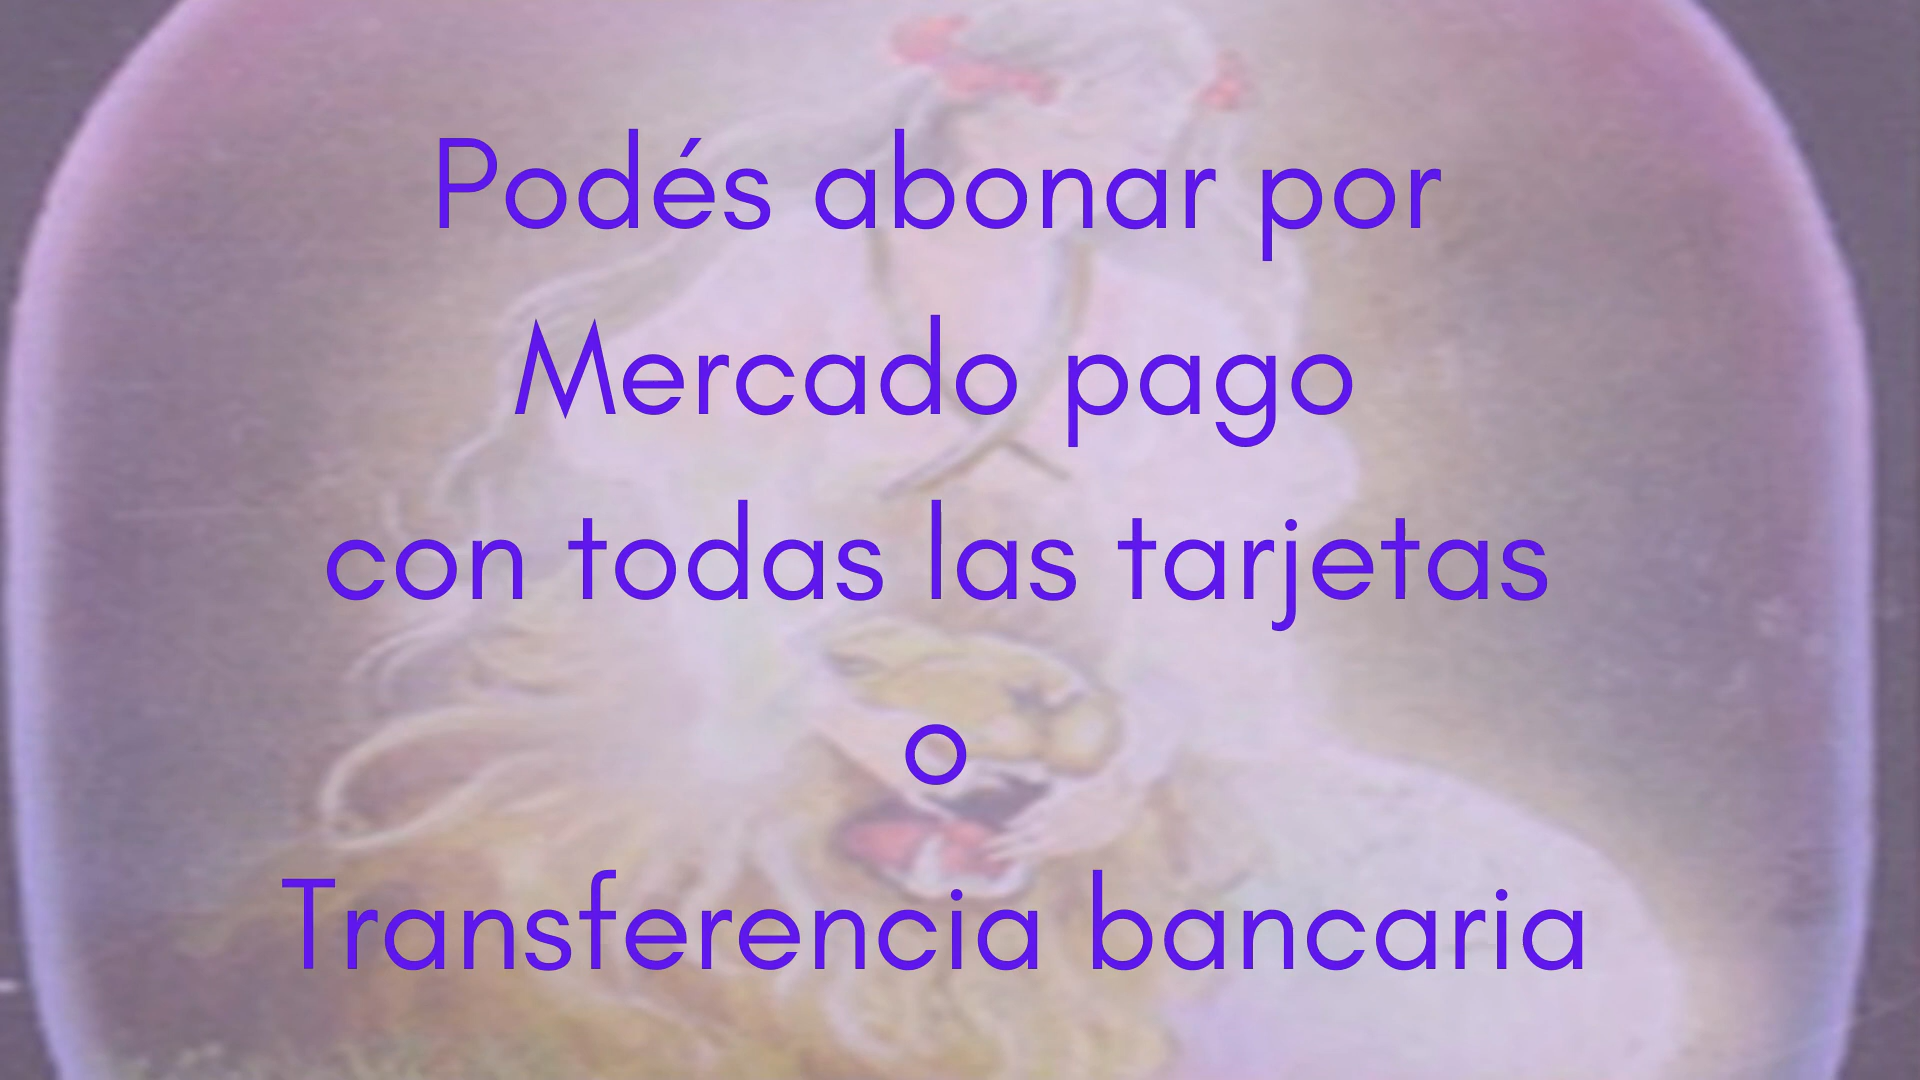 Podés abonar por
Mercado pago
con todas las tarjetas
o
Transferencia bancaria